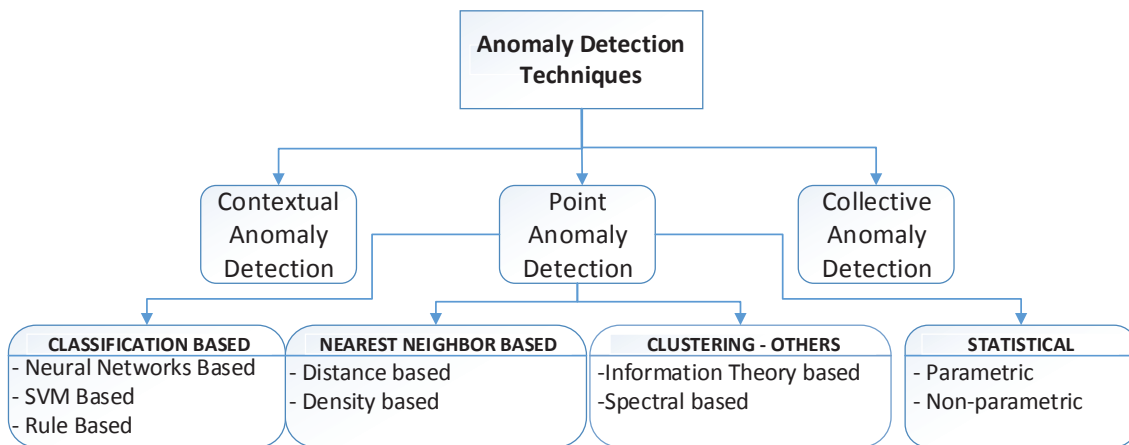 Anomaly Detection
Techniques
Contextual
Anomaly
Detection
Point
Anomaly
Detection
Collective
Anomaly
Detection
CLASSIFICATION BASED
- Neural Networks Based
- SVM Based
- Rule Based
NEAREST NEIGHBOR BASED
- Distance based
- Density based
CLUSTERING - OTHERS
-Information Theory based
-Spectral based
STATISTICAL
- Parametric
- Non-parametric